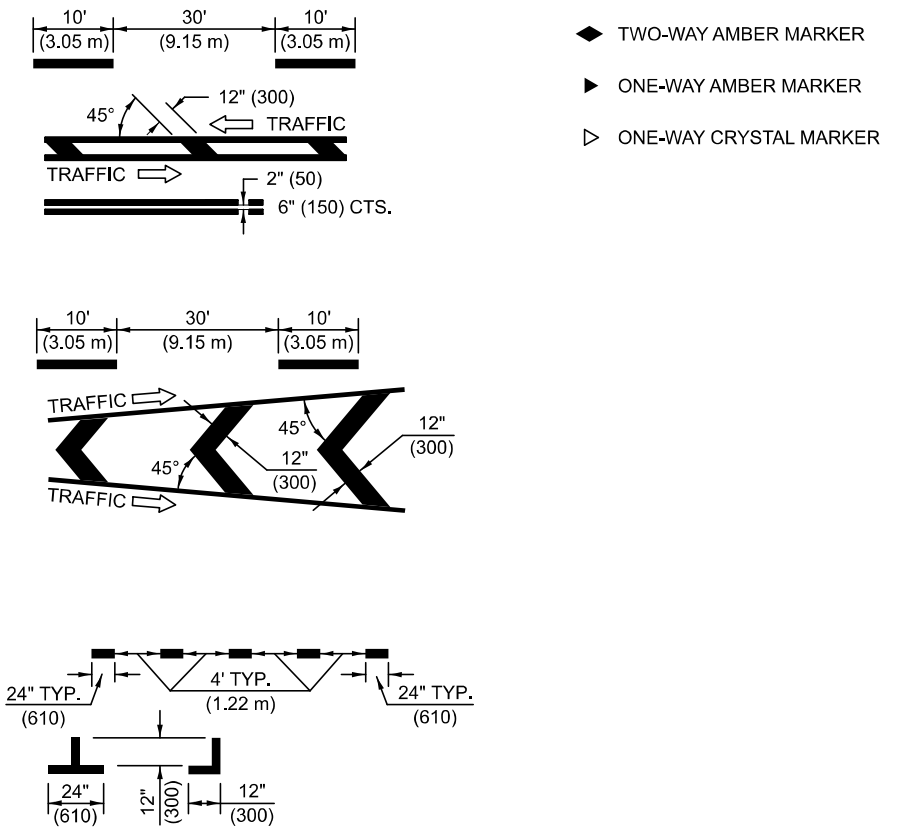 10' 30' 10'
(3.05 m) (9.15 m) (3.05 m)
45°
12" (300)
TRAFFIC
TRAFFIC
2" (50)
6" (150) CTS.
TWO-WAY AMBER MARKER
ONE-WAY AMBER MARKER
ONE-WAY CRYSTAL MARKER
10' 30' 10'
(3.05 m) (9.15 m) (3.05 m)
TRAFFIC
45°
12"
(300)
12"
(300)
45°
TRAFFIC
24" TYP.
(610)
4' TYP.
(1.22 m)
24" TYP.
(610)
24"
(610)
12"
(300)
12"
(300)